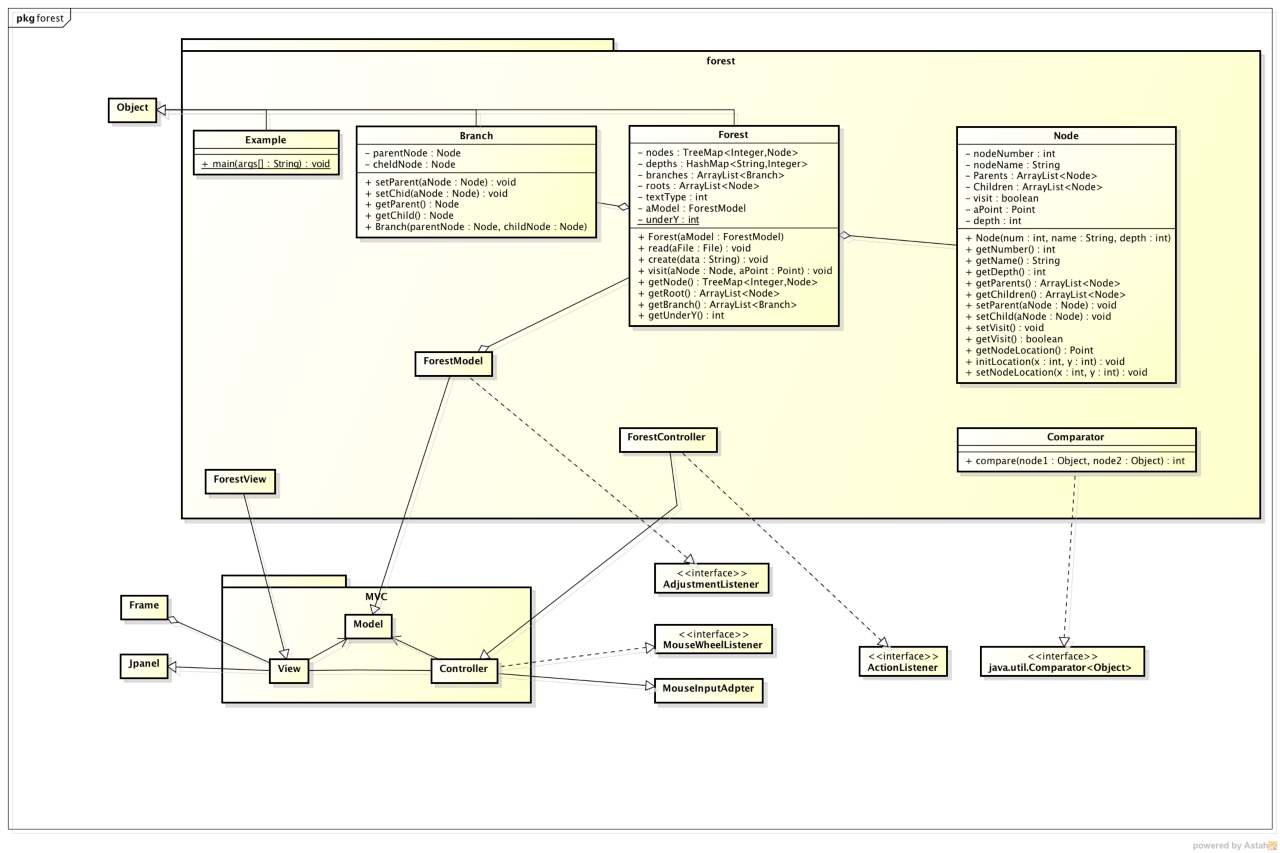 pkg forest
forest
Object
Example
+ main(args[] : String) : void
Branch
– parentNode : Node
– cheldNode : Node
+ setParent(aNode : Node) : void
+ setChid(aNode : Node) : void
+ getParent() : Node
+ getChild() : Node
+ Branch(parentNode : Node, childNode : Node)
Forest
– nodes : TreeMap<Integer,Node>
– depths : HashMap<String,Integer>
– branches : ArrayList<Branch>
– roots : ArrayList<Node>
– textType : int
– aModel : ForestModel
– underY : int
+ Forest(aModel : ForestModel)
+ read(aFile : File) : void
+ create(data : String) : void
+ visit(aNode : Node, aPoint : Point) : void
+ getNode() : TreeMap<Integer,Node>
+ getRoot() : ArrayList<Node>
+ getBranch() : ArrayList<Branch>
+ getUnderY() : int
Node
– nodeNumber : int
– nodeName : String
– Parents : ArrayList<Node>
– Children : ArrayList<Node>
– visit : boolean
– aPoint : Point
– depth : int
+ Node(num : int, name : String, depth : int)
+ getNumber() : int
+ getName() : String
+ getDepth() : int
+ getParents() : ArrayList<Node>
+ getChildren() : ArrayList<Node>
+ setParent(aNode : Node) : void
+ setChild(aNode : Node) : void
+ setVisit() : void
+ getVisit() : boolean
+ getNodeLocation() : Point
+ initLocation(x : int, y : int) : void
+ setNodeLocation(x : int, y : int) : void
ForestModel
ForestController
Comparator
+ compare(node1 : Object, node2 : Object) : int
ForestView
<<interface>>
AdjustmentListener
MVC
Frame
Model
<<interface>>
MouseWheelListener
Jpanel
View
Controller
<<interface>>
ActionListener
<<interface>>
java.util.Comparator<Object>
MouseInputAdpter
powered by Astah